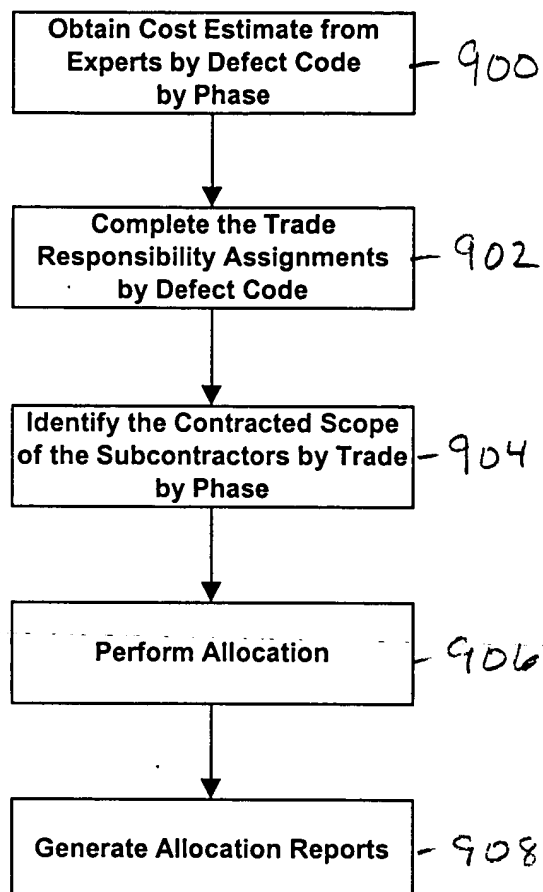 Obtain Cost Estimate from
Experts by Defect Code
by Phase
900
Complete the Trade
Responsibility Assignments
by Defect Code
902
Identify the Contracted Scope
of the Subcontractors by Trade
by Phase
904
Perform Allocation
906
Generate Allocation Reports
908